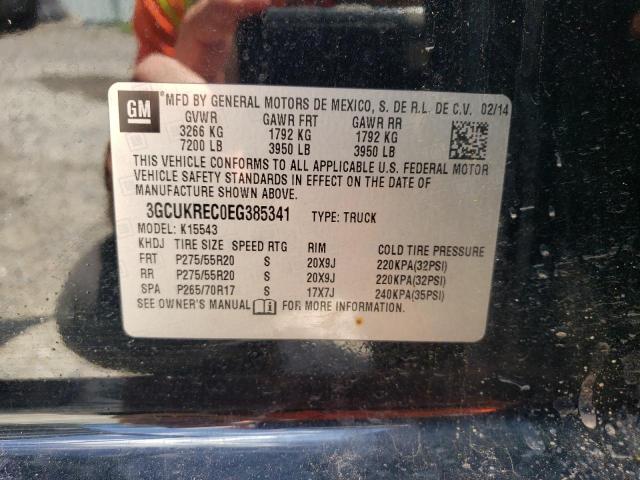 GM
®MFD BY GENERAL MOTORS DE MEXICO, S. DE R.L. DE C.V. 02/14
GVWR GAWR FRT GAWR RR
3266 KG 1792 KG 1792 KG
7200 LB 3950 LB 3950 LB
THIS VEHICLE CONFORMS TO ALL APPLICABLE U.S. FEDERAL MOTOR
VEHICLE SAFETY STANDARDS IN EFFECT ON THE DATE OF
MANUFACTURE SHOWN ABOVE.
3GCUKREC0EG385341 TYPE: TRUCK
MODEL: K15543
KHDJ TIRE SIZE SPEED RTG RIM COLD TIRE PRESSURE
FRT P275/55R20 S 20X9J 220KPA(32PSI)
RR P275/55R20 S 20X9J 220KPA(32PSI)
SPA P265/70R17 S 17X7J 240KPA(35PSI)
SEE OWNER'S MANUAL FOR MORE INFORMATION.